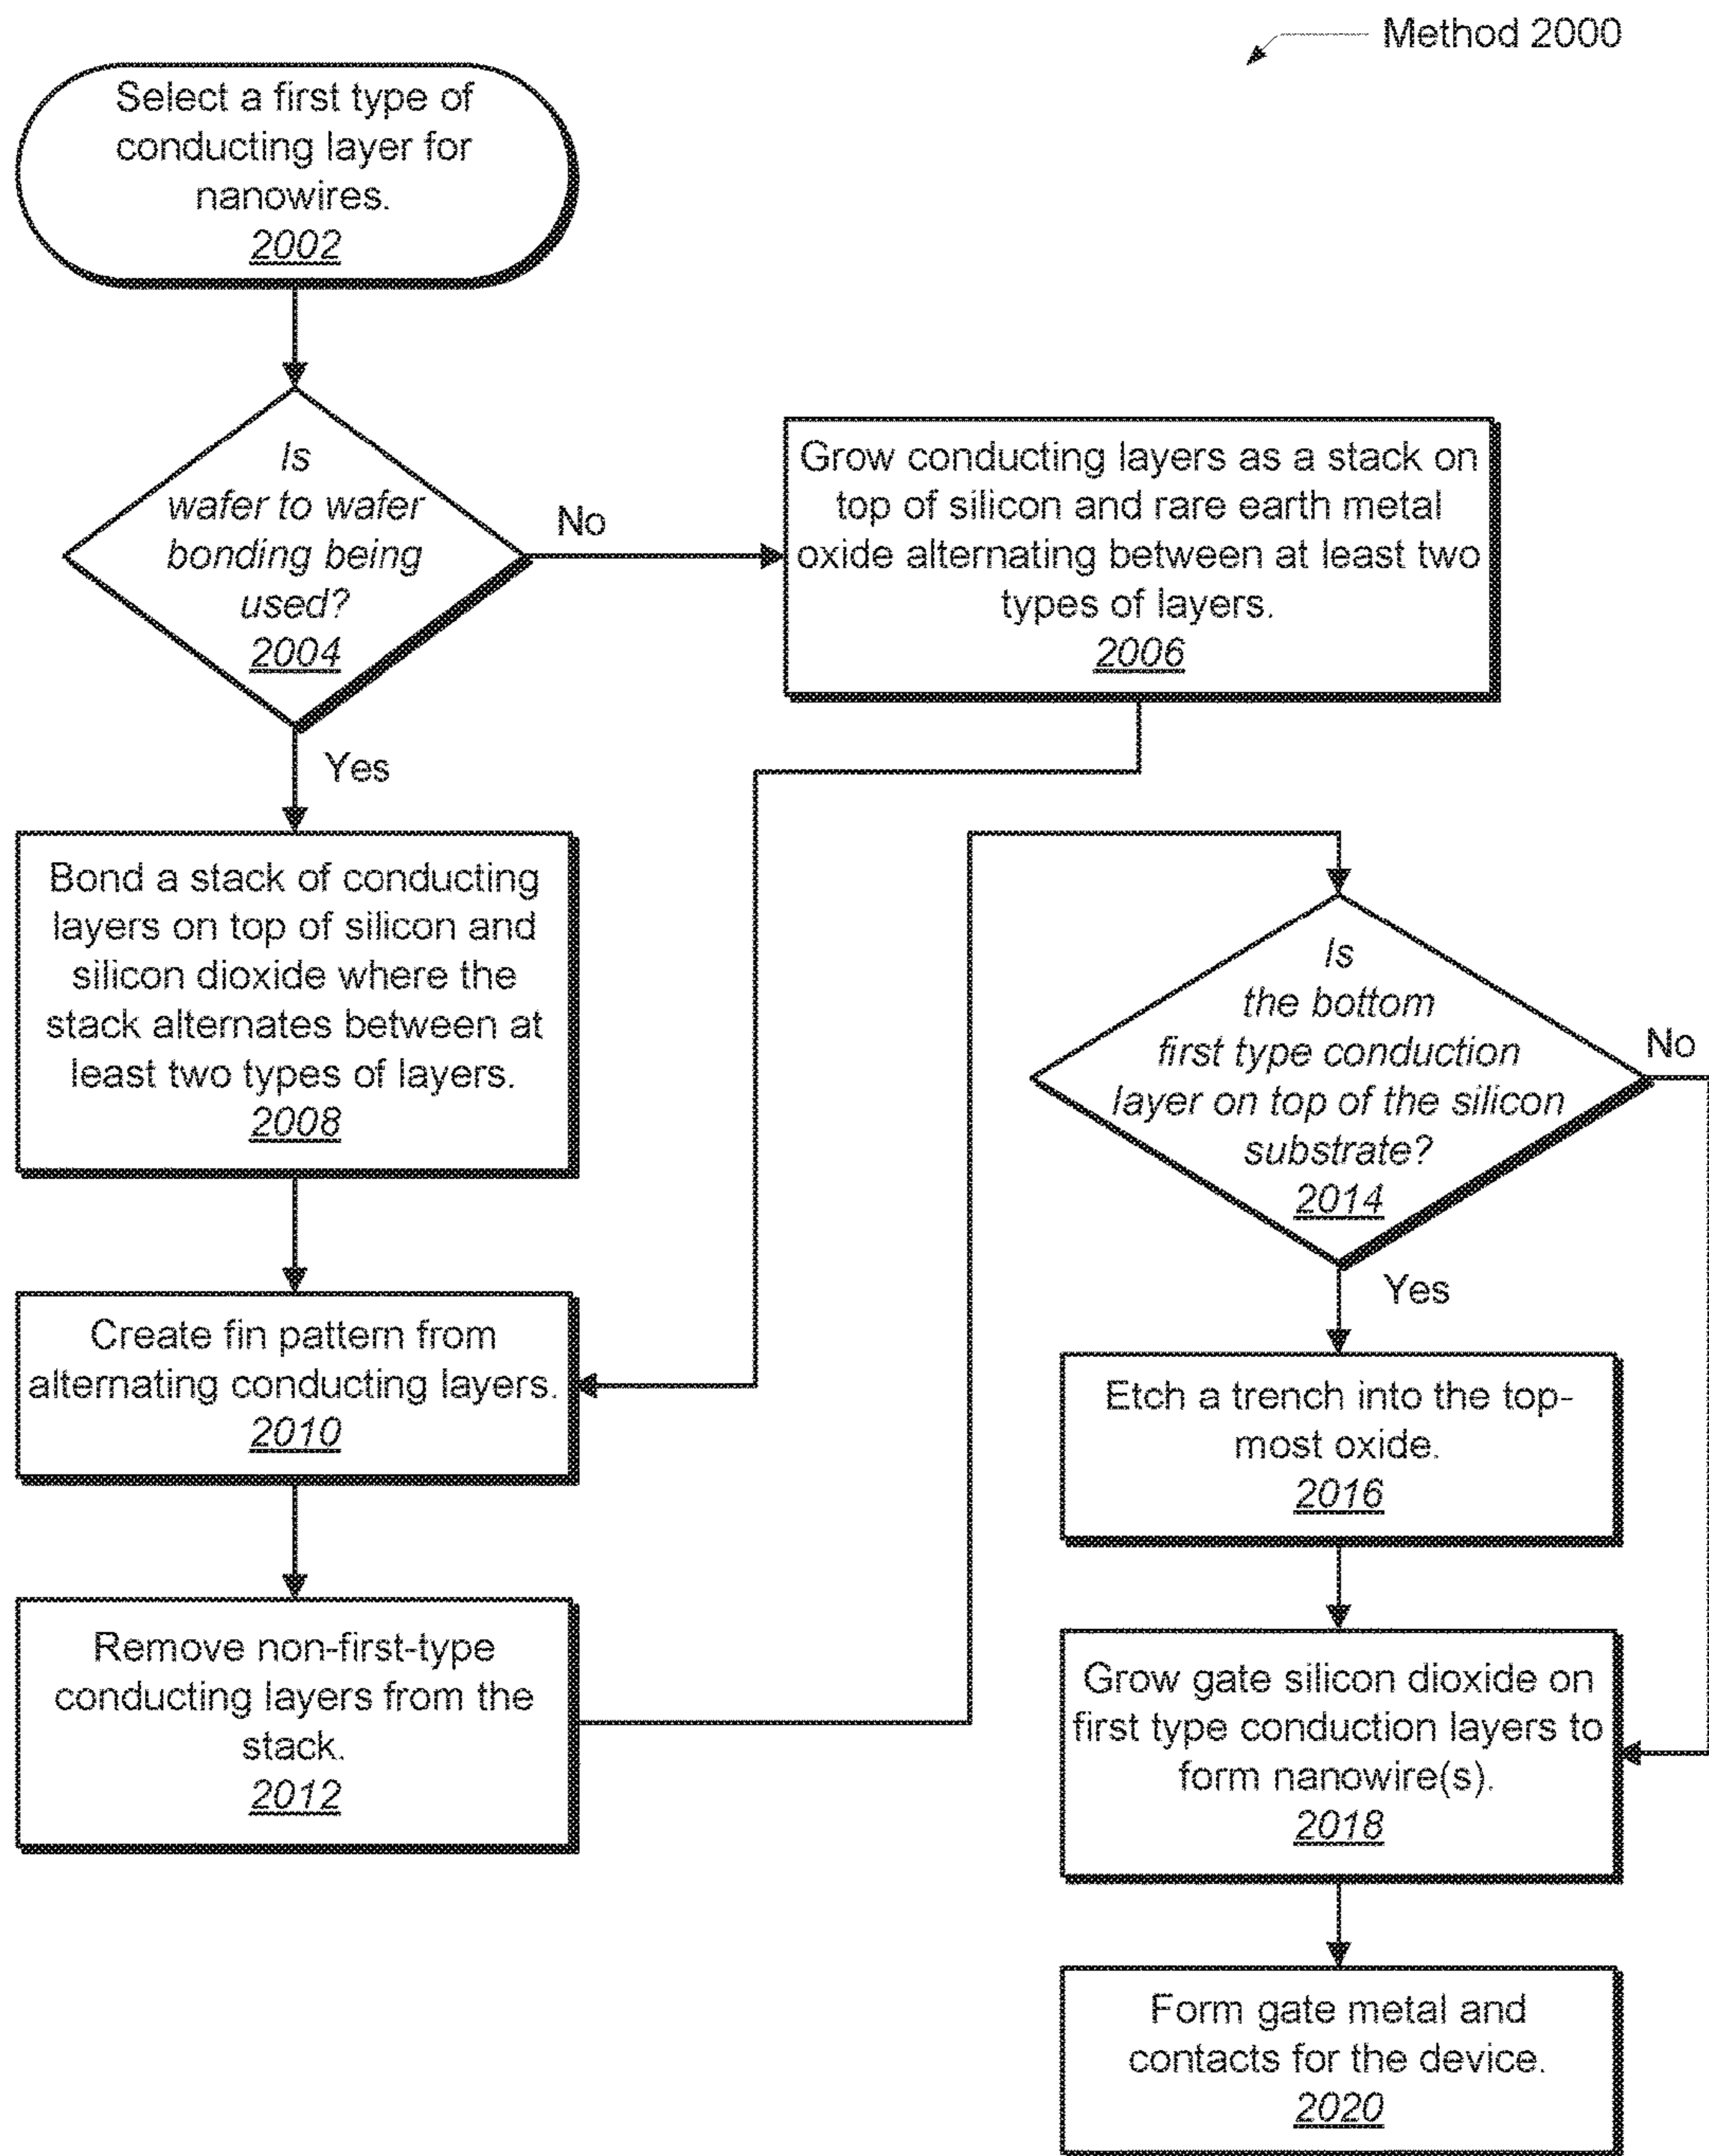 Method 2000
Select a first type of
conducting layer for
nanowires.
2002
Is
wafer to wafer
bonding being
used?
2004
No
Grow conducting layers as a stack on
top of silicon and rare earth metal
oxide alternating between at least two
types of layers.
2006
Yes
Bond a stack of conducting
layers on top of silicon and
silicon dioxide where the
stack alternates between at
least two types of layers.
2008
Create fin pattern from
alternating conducting layers.
2010
Remove non-first-type
conducting layers from the
stack.
2012
Is
the bottom
first type conduction
layer on top of the silicon
substrate?
2014
No
Yes
Etch a trench into the top-
most oxide.
2016
Grow gate silicon dioxide on
first type conduction layers to
form nanowire(s).
2018
Form gate metal and
contacts for the device.
2020